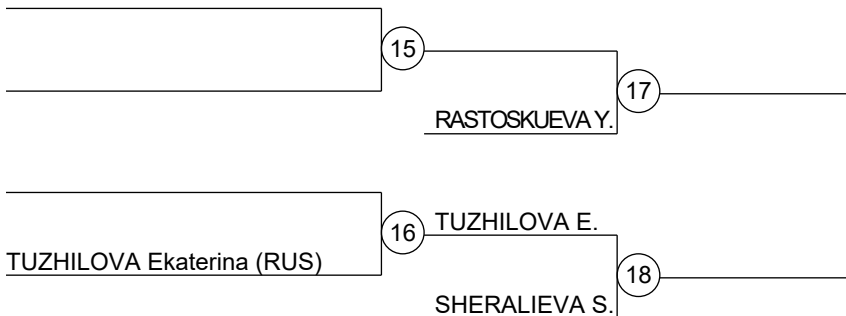 15
17
RASTOSKUEVA Y.
TUZHILOVA E.
16
TUZHILOVA Ekaterina (RUS)
18
SHERALIEVA S.